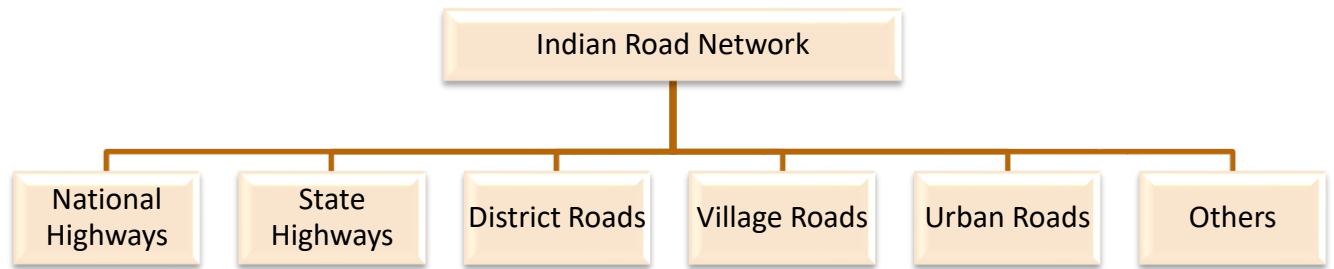 Indian Road Network
National
Highways
State
Highways
District Roads
Village Roads
Urban Roads
Others